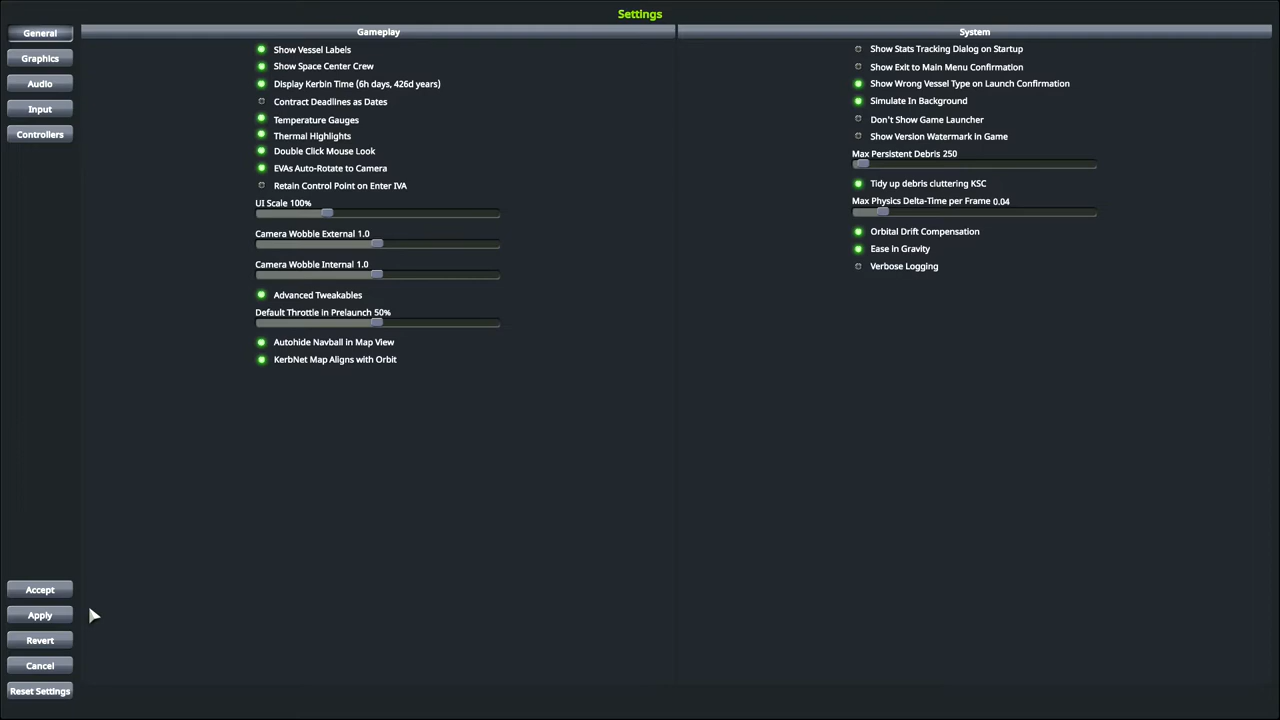 Settings
General
Graphics
Audio
Input
Controllers
Gameplay
Show Vessel Labels
Show Space Center Crew
Display Kerbin Time (6h days, 426d years)
Contract Deadlines as Dates
Temperature Gauges
Thermal Highlights
Double Click Mouse Look
EVAs Auto-Rotate to Camera
Retain Control Point on Enter IVA
UI Scale 100%
Camera Wobble External 1.0
Camera Wobble Internal 1.0
Advanced Tweakables
Default Throttle in Prelaunch 50%
Autohide Navball in Map View
KerbNet Map Aligns with Orbit
System
Show Stats Tracking Dialog on Startup
Show Exit to Main Menu Confirmation
Show Wrong Vessel Type on Launch Confirmation
Simulate In Background
Don't Show Game Launcher
Show Version Watermark in Game
Max Persistent Debris 250
Tidy up debris cluttering KSC
Max Physics Delta-Time per Frame 0.04
Orbital Drift Compensation
Ease In Gravity
Verbose Logging
Accept
Apply
Revert
Cancel
Reset Settings